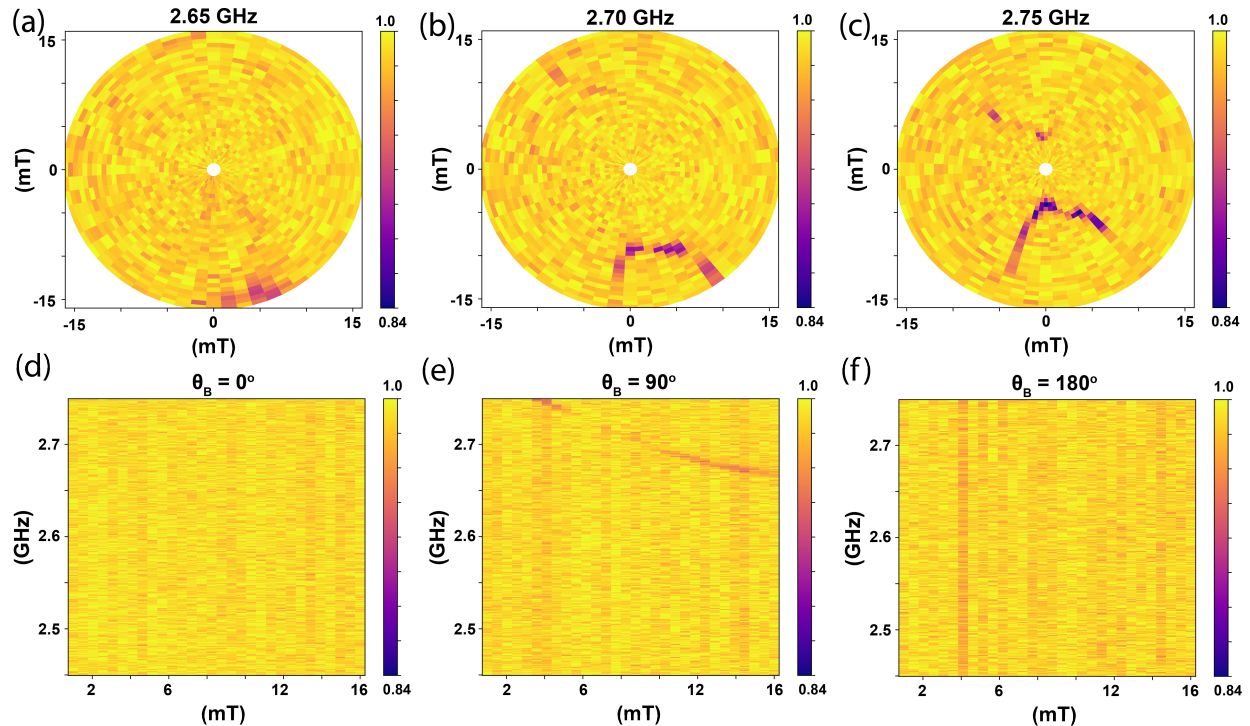 (a)
2.65 GHz
1.0
15
0
-15
(mT)
-15
0
15
(mT)
0.84
(b)
2.70 GHz
1.0
15
0
-15
(mT)
-15
0
15
(mT)
0.84
(c)
2.75 GHz
1.0
15
0
-15
(mT)
-15
0
15
(mT)
0.84
(d)
θB = 0°
1.0
2.7
2.6
2.5
(GHz)
2
6
12
16
(mT)
0.84
(e)
θB = 90°
1.0
2.7
2.6
2.5
(GHz)
2
6
12
16
(mT)
0.84
(f)
θB = 180°
1.0
2.7
2.6
2.5
(GHz)
2
6
12
16
(mT)
0.84